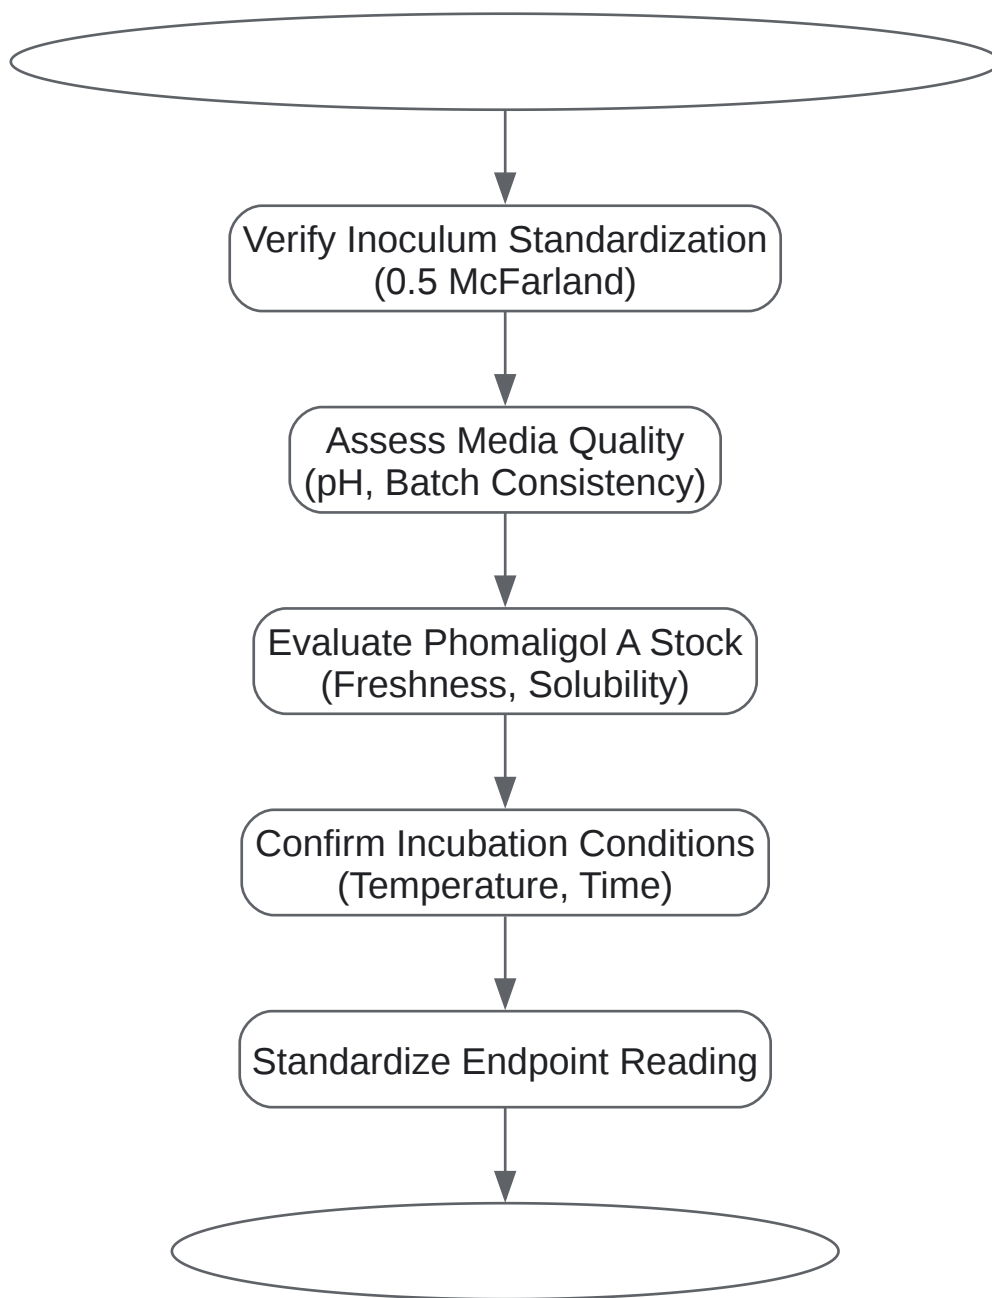 Verify Inoculum Standardization
(0.5 McFarland)
Assess Media Quality
(pH, Batch Consistency)
Evaluate Phomaligol A Stock
(Freshness, Solubility)
Confirm Incubation Conditions
(Temperature, Time)
Standardize Endpoint Reading